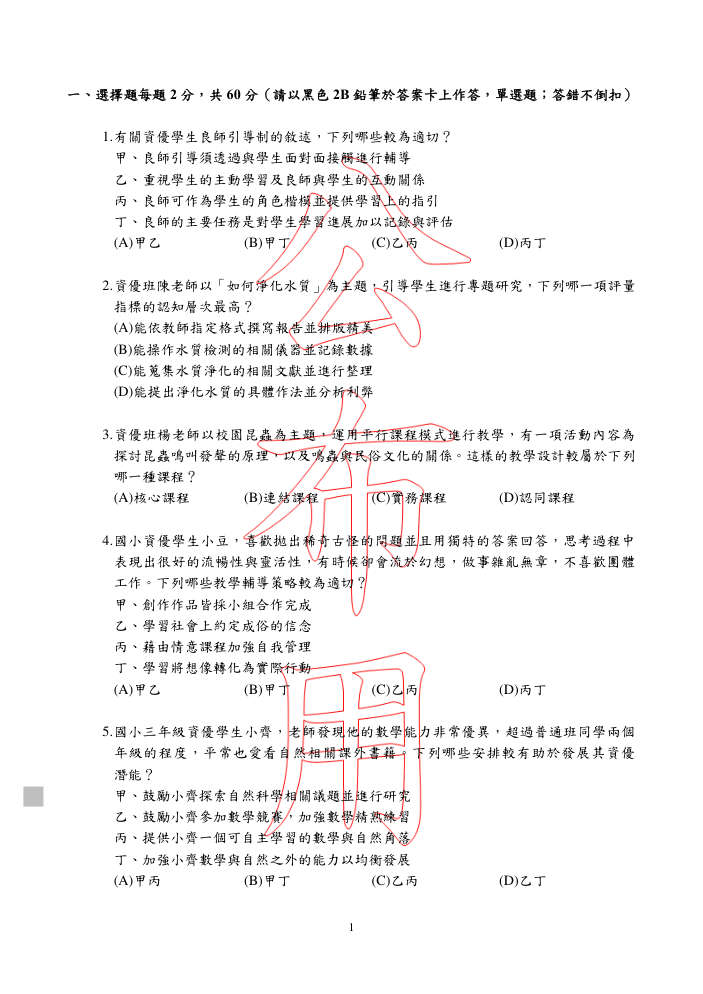 一、選擇題每題 2 分，共 60 分（請以黑色 2B 鉛筆於答案卡上作答，單選題；答錯不倒扣）
1.有關資優學生良師引導制的敘述，下列哪些較為適切？
甲、良師引導須透過與學生面對面接觸進行輔導
乙、重視學生的主動學習及良師與學生的互動關係
丙、良師可作為學生的角色楷模並提供學習上的指引
丁、良師的主要任務是對學生學習進展加以記錄與評估
(A)甲乙 (B)甲丁 (C)乙丙 (D)丙丁
2.資優班陳老師以「如何淨化水質」為主題，引導學生進行專題研究，下列哪一項評量
指標的認知層次最高？
(A)能依教師指定格式撰寫報告並排版精美
(B)能操作水質檢測的相關儀器並記錄數據
(C)能蒐集水質淨化的相關文獻並進行整理
(D)能提出淨化水質的具體作法並分析利弊
3.資優班楊老師以校園昆蟲為主題，運用平行課程模式進行教學，有一項活動內容為
探討昆蟲鳴叫發聲的原理，以及鳴蟲與民俗文化的關係。這樣的教學設計較屬於下列
哪一種課程？
(A)核心課程 (B)連結課程 (C)實務課程 (D)認同課程
4.國小資優學生小豆，喜歡拋出稀奇古怪的問題並且用獨特的答案回答，思考過程中
表現出很好的流暢性與靈活性，有時候卻會流於幻想，做事雜亂無章，不喜歡團體
工作。下列哪些教學輔導策略較為適切？
甲、創作作品皆採小組合作完成
乙、學習社會上約定成俗的信念
丙、藉由情意課程加強自我管理
丁、學習將想像轉化為實際行動
(A)甲乙 (B)甲丁 (C)乙丙 (D)丙丁
5.國小三年級資優學生小齊，老師發現他的數學能力非常優異，超過普通班同學兩個
年級的程度，平常也愛看自然相關課外書籍。下列哪些安排較有助於發展其資優
潛能？
甲、鼓勵小齊探索自然科學相關議題並進行研究
乙、鼓勵小齊參加數學競賽，加強數學精熟練習
丙、提供小齊一個可自主學習的數學與自然角落
丁、加強小齊數學與自然之外的能力以均衡發展
(A)甲丙 (B)甲丁 (C)乙丙 (D)乙丁
1
公布用